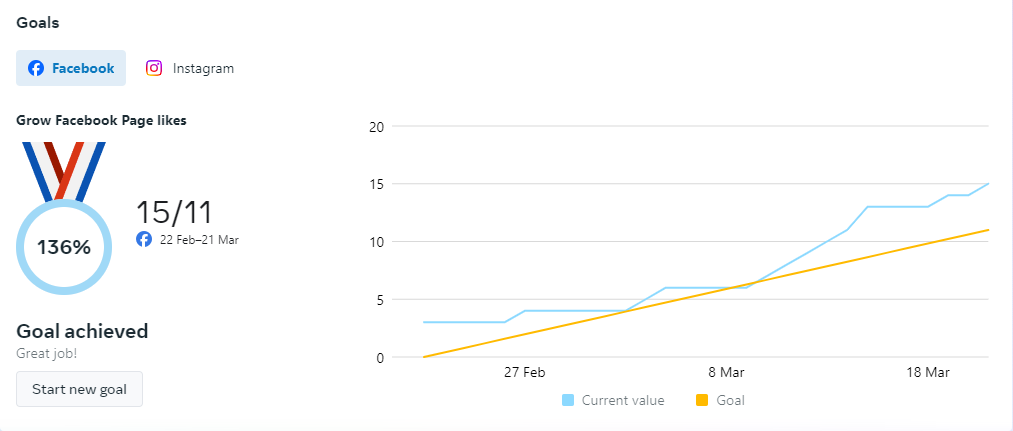 Goals
Facebook
Instagram
Grow Facebook Page likes
136%
15/11
22 Feb–21 Mar
Goal achieved
Great job!
Start new goal
20
15
10
5
0
27 Feb
8 Mar
18 Mar
Current value
Goal